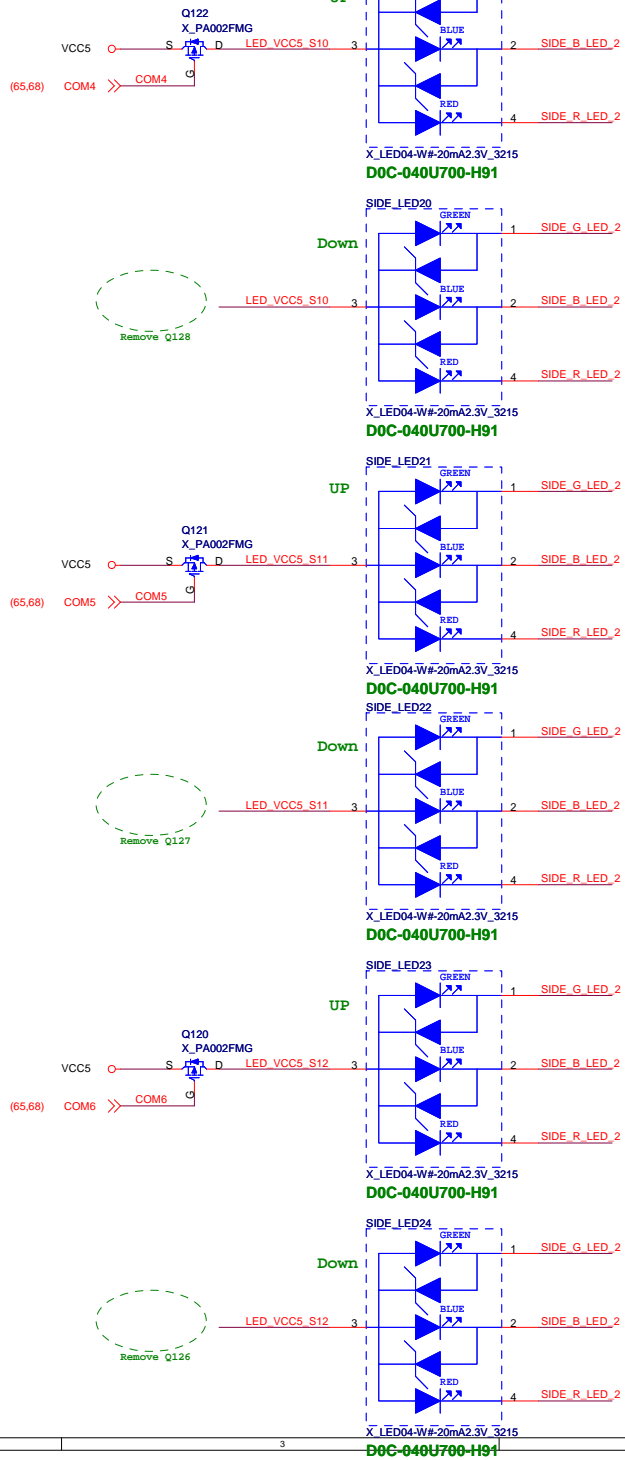 UP
Q122
X_PA002FMG
VCC5 S D LED_VCC5_S10 3 BLUE 2 SIDE_B_LED_2
G
(65,68) COM4 COM4
RED
4 SIDE_R_LED_2
X_LED04-W#-20mA2.3V_3215
D0C-040U700-H91
SIDE_LED20
GREEN
1 SIDE_G_LED_2
Down
BLUE
LED_VCC5_S10 3 2 SIDE_B_LED_2
Remove Q128
RED
4 SIDE_R_LED_2
X_LED04-W#-20mA2.3V_3215
D0C-040U700-H91
SIDE_LED21
GREEN
UP 1 SIDE_G_LED_2
Q121
X_PA002FMG
BLUE
VCC5 S D LED_VCC5_S11 3 2 SIDE_B_LED_2
G
(65,68) COM5 COM5
RED
4 SIDE_R_LED_2
X_LED04-W#-20mA2.3V_3215
D0C-040U700-H91
SIDE_LED22
GREEN
1 SIDE_G_LED_2
Down
BLUE
LED_VCC5_S11 3 2 SIDE_B_LED_2
Remove Q127
RED
4 SIDE_R_LED_2
X_LED04-W#-20mA2.3V_3215
D0C-040U700-H91
SIDE_LED23
GREEN
1 SIDE_G_LED_2
UP
Q120
X_PA002FMG
BLUE
VCC5 S D LED_VCC5_S12 3 2 SIDE_B_LED_2
G
(65,68) COM6 COM6
RED
4 SIDE_R_LED_2
X_LED04-W#-20mA2.3V_3215
D0C-040U700-H91
SIDE_LED24
GREEN
1 SIDE_G_LED_2
Down
BLUE
LED_VCC5_S12 3 2 SIDE_B_LED_2
Remove Q126
RED
4 SIDE_R_LED_2
X_LED04-W#-20mA2.3V_3215
3
D0C-040U700-H91